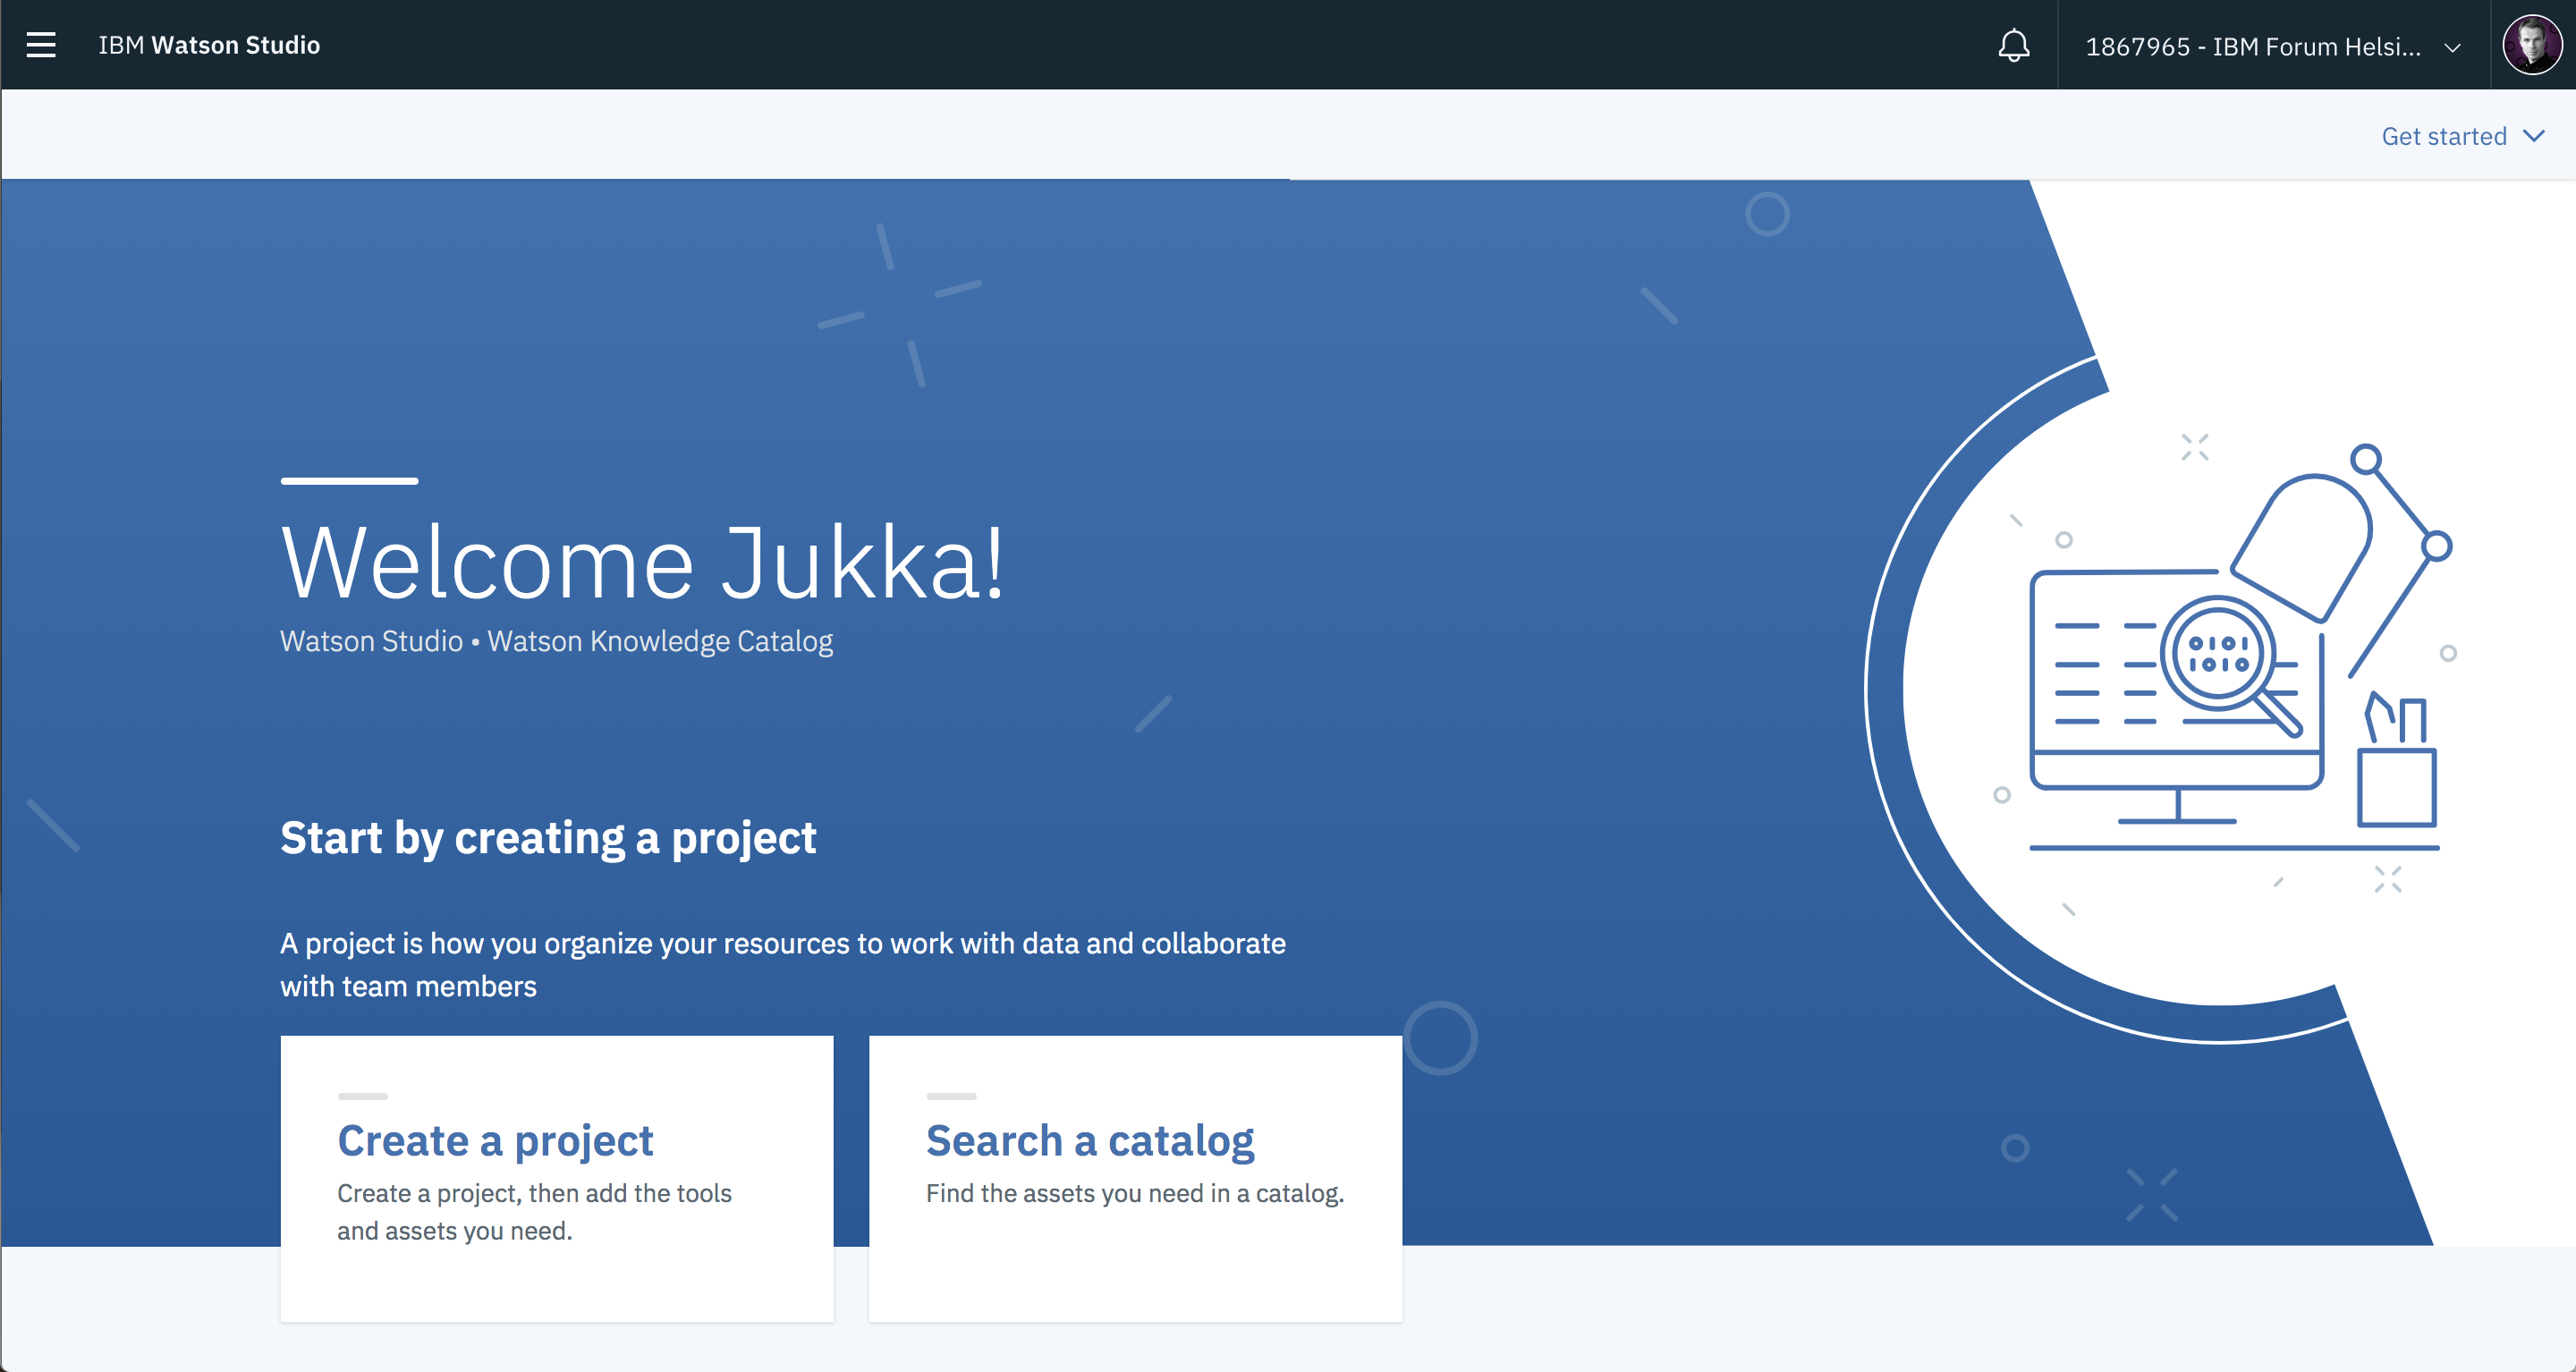 IBM Watson Studio
1867965 - IBM Forum Helsi...
Get started
Welcome Jukka!
Watson Studio • Watson Knowledge Catalog
0101
1010
Start by creating a project
A project is how you organize your resources to work with data and collaborate
with team members
Create a project
Create a project, then add the tools
and assets you need.
Search a catalog
Find the assets you need in a catalog.